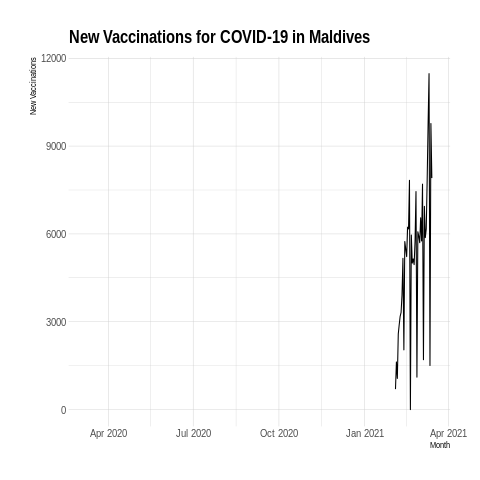 New Vaccinations for COVID-19 in Maldives
New Vaccinations
12000
9000
6000
3000
0
Apr 2020 Jul 2020 Oct 2020 Jan 2021 Apr 2021
Month